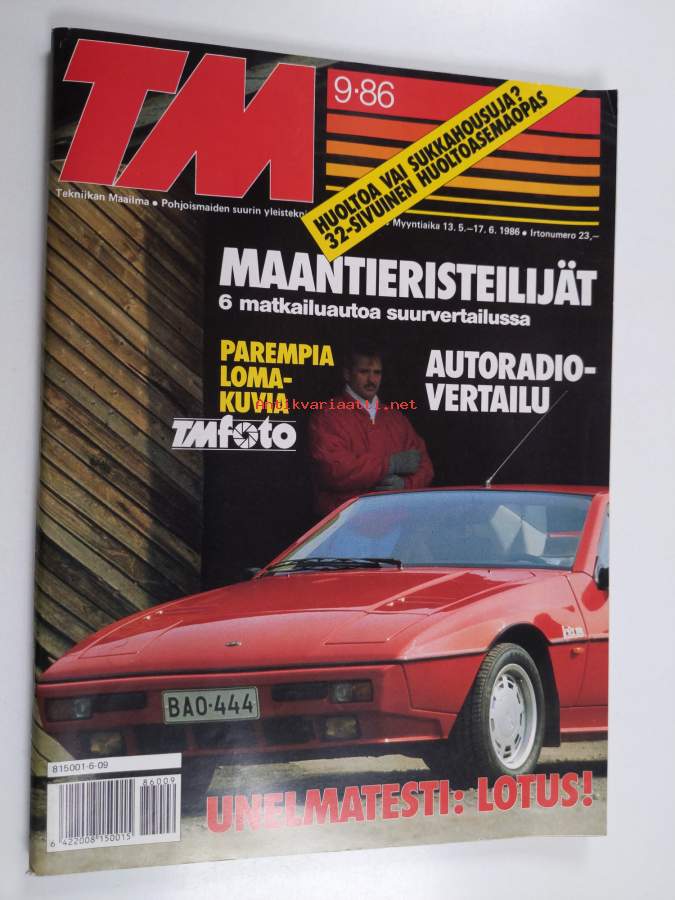 TM
9·86
HUOLTOA VAI SUKKAHOUSUJA?
32-SIVUINEN HUOLTOASEMAOPAS
Tekniikan Maailma • Pohjoismaiden suurin yleistekni
• Myyntiaika 13. 5.–17. 6. 1986 • Irtonumero 23,–
MAANTIERISTEILIJÄT
6 matkailuautoa suurvertailussa
PAREMPIA
LOMA-
KUVIA
TMfoto
AUTORADIO-
VERTAILU
antikvariaatti.net
BAO·444
815001-6-09
86009
6 422008 150015
UNELMATESTI: LOTUS!